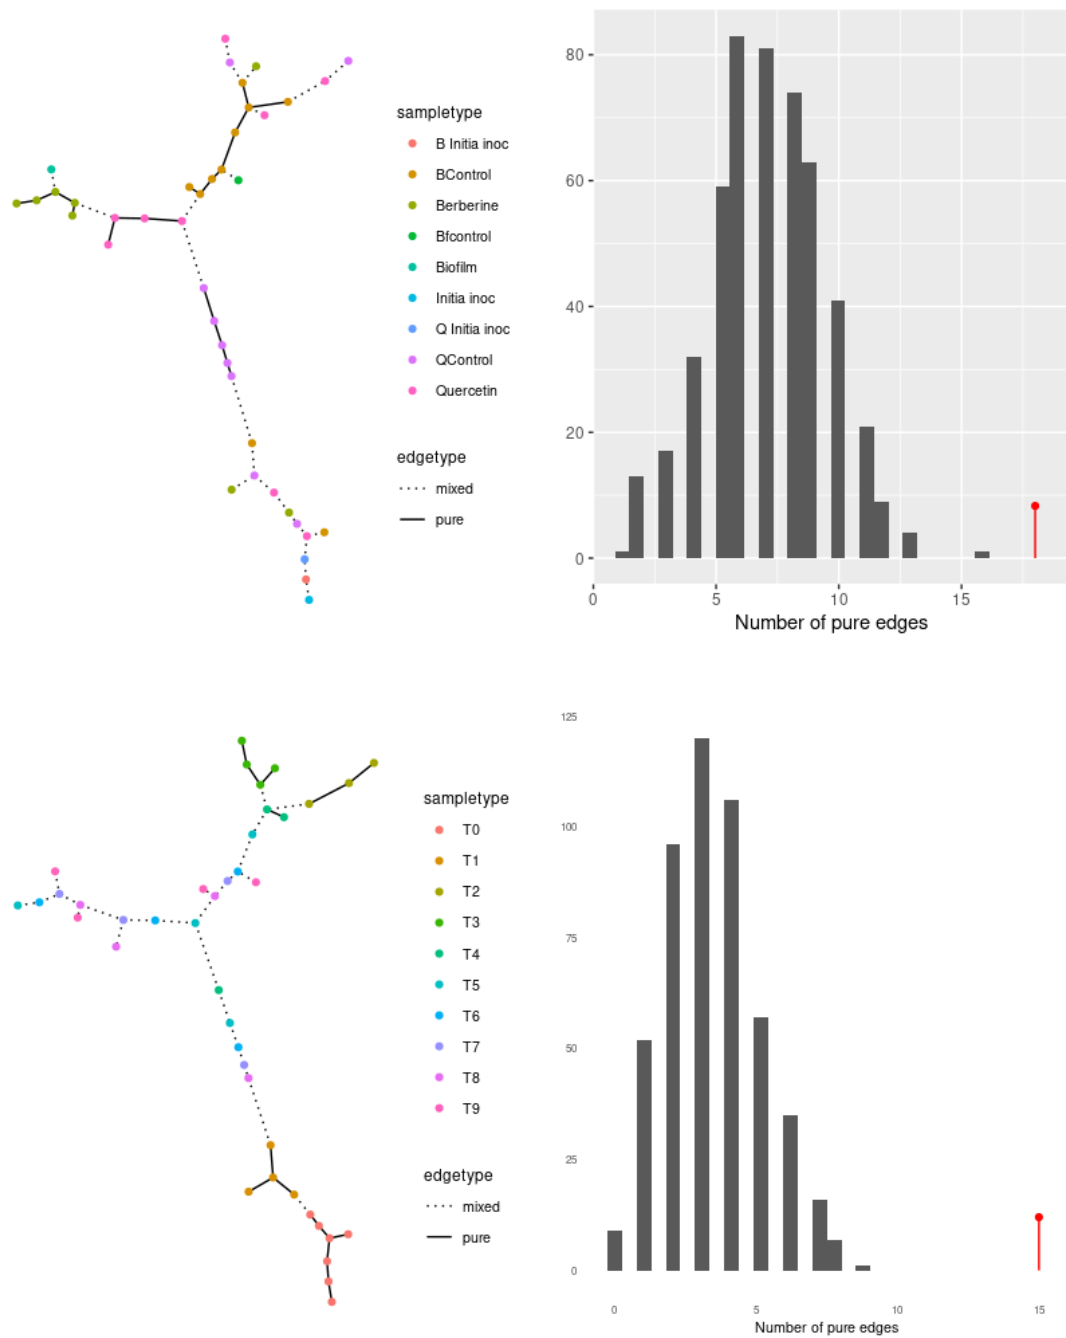 sampletype
B Initia inoc
BControl
Berberine
Bfcontrol
Biofilm
Initia inoc
Q Initia inoc
QControl
Quercetin
edgetype
mixed
pure
80
60
40
20
0
0 5 10 15
Number of pure edges
sampletype
T0
T1
T2
T3
T4
T5
T6
T7
T8
T9
edgetype
mixed
pure
125
100
75
50
25
0
0 5 10 15
Number of pure edges